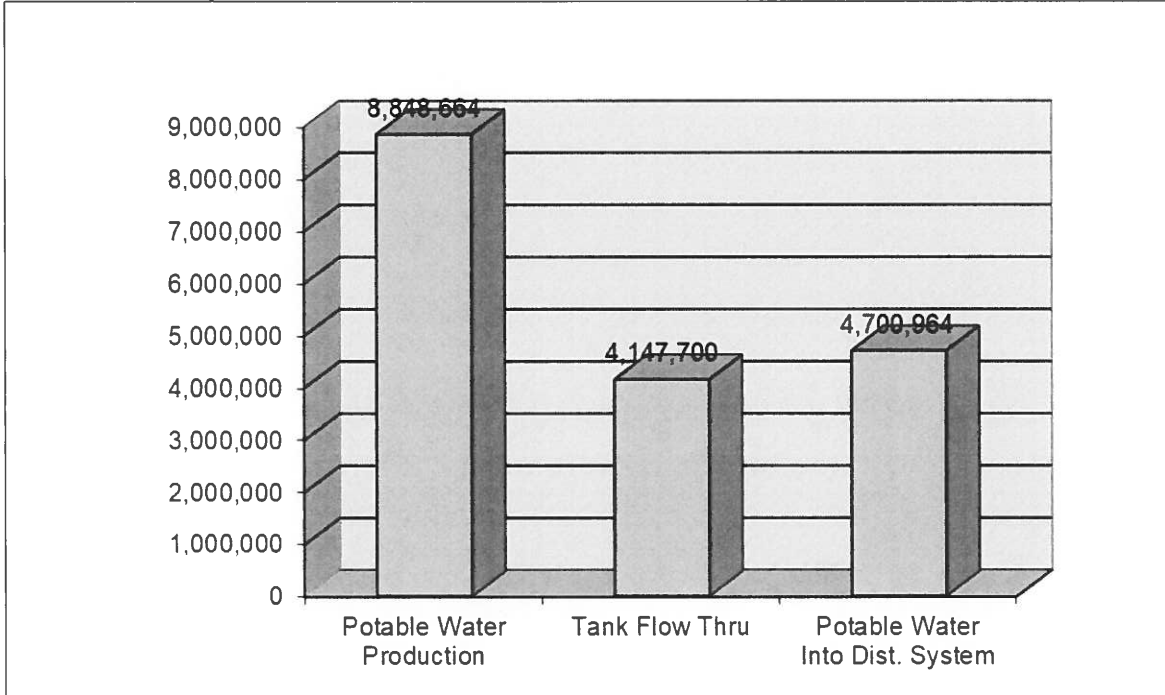 8,848,664
9,000,000
8,000,000
7,000,000
6,000,000
5,000,000
4,000,000
3,000,000
2,000,000
1,000,000
0
4,147,700
4,700,964
Potable Water
Production
Tank Flow Thru
Potable Water
Into Dist. System